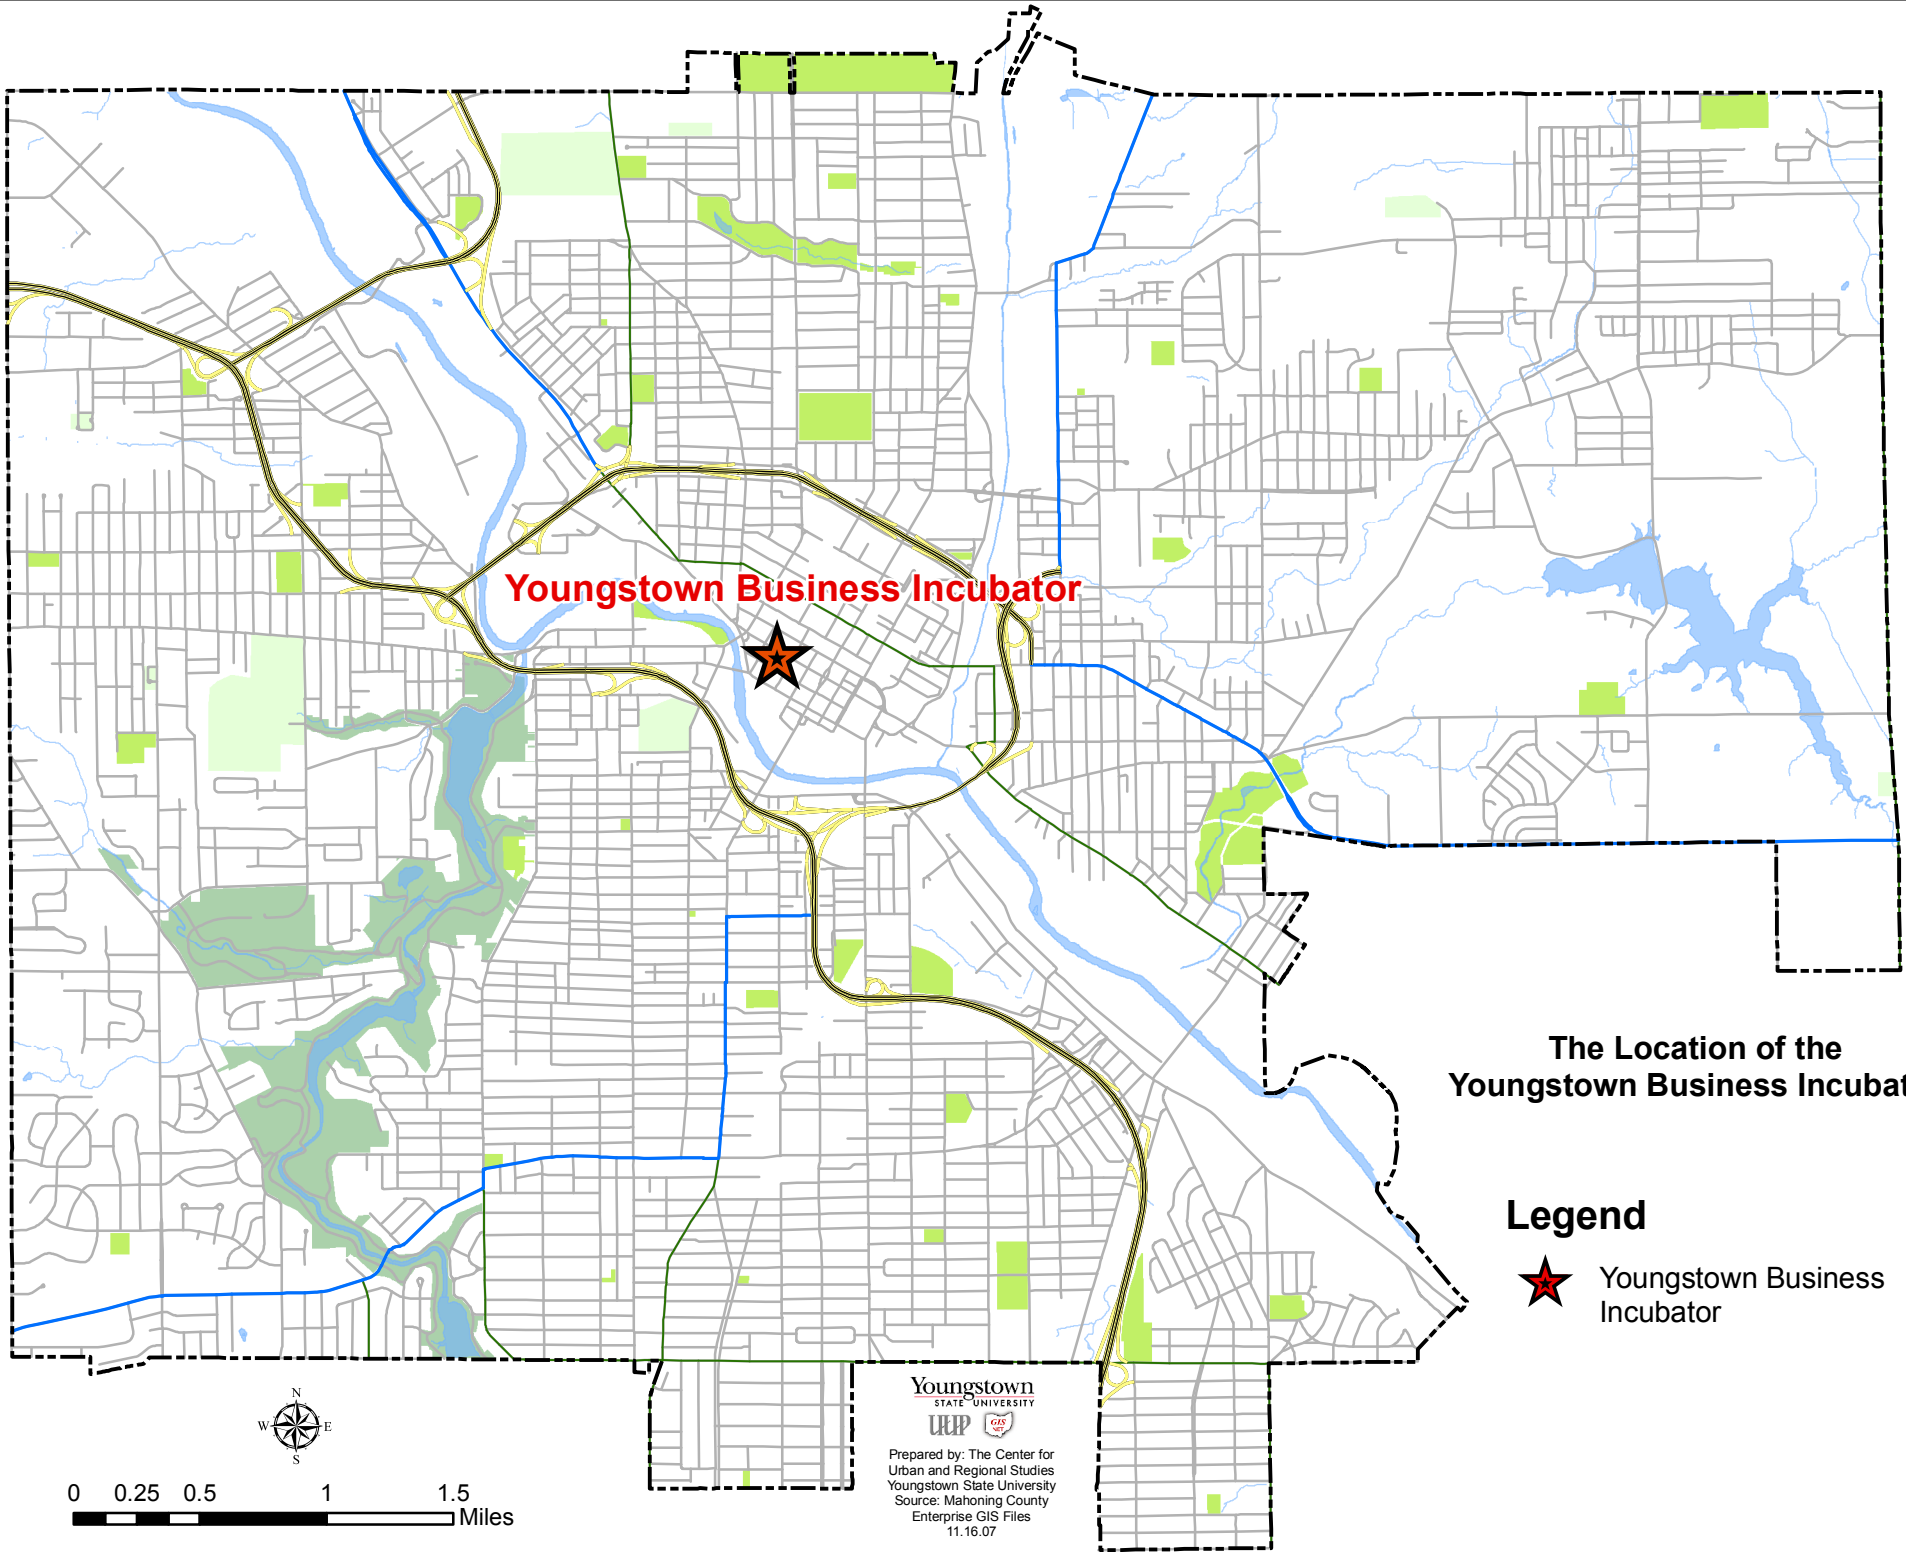 Youngstown Business Incubator
The Location of the
Youngstown Business Incubat
Legend
Youngstown Business
Incubator
N
W
E
S
0 0.25 0.5 1 1.5
Miles
Youngstown
STATE UNIVERSITY
GIS
NET
Prepared by: The Center for
Urban and Regional Studies
Youngstown State University
Source: Mahoning County
Enterprise GIS Files
11.16.07